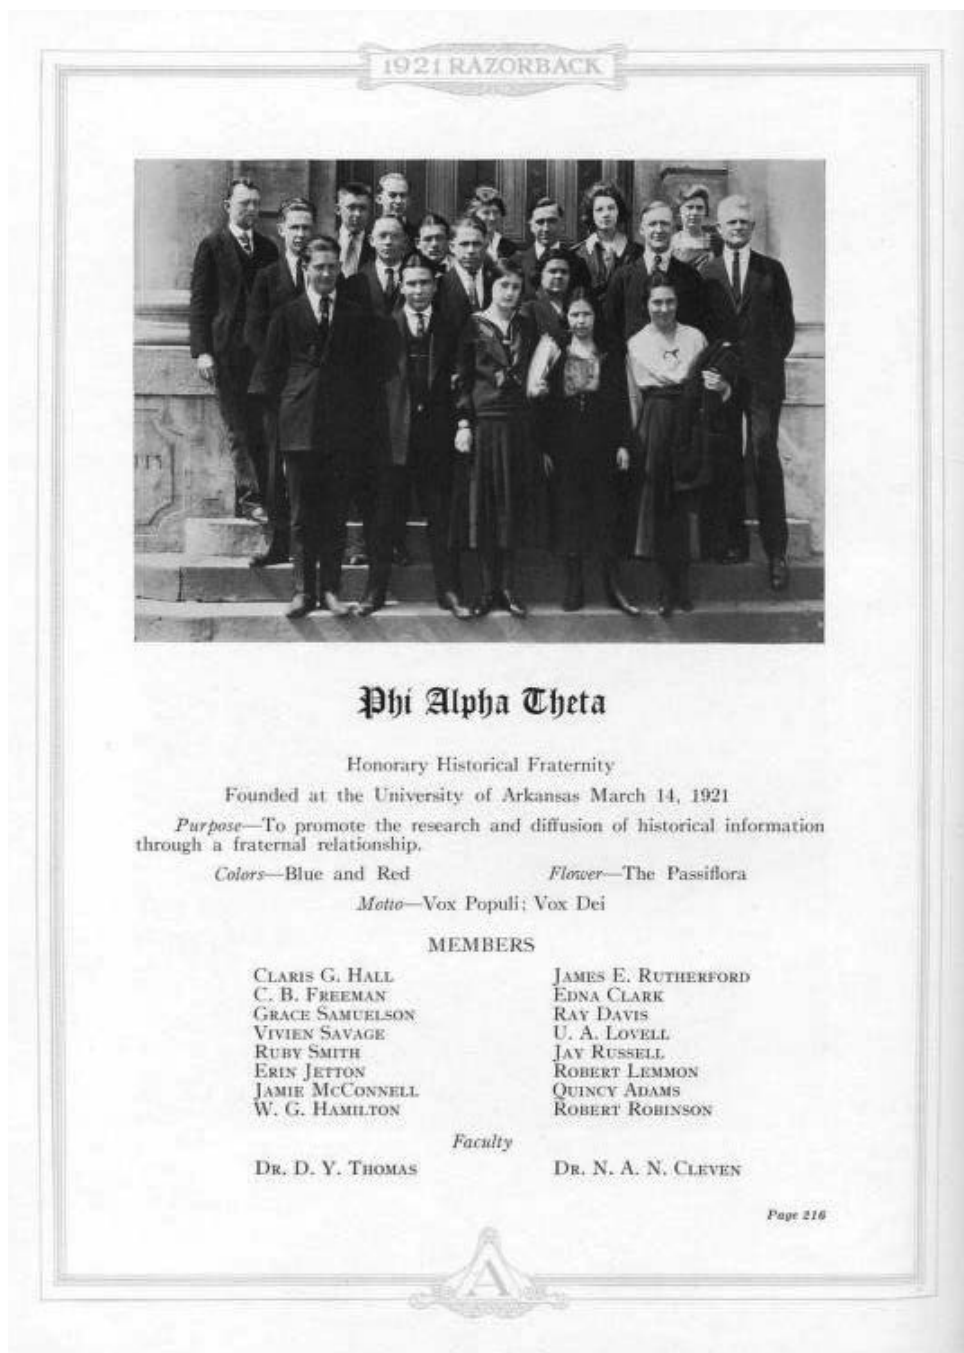 1921 RAZORBACK
Phi Alpha Theta
Honorary Historical Fraternity
Founded at the University of Arkansas March 14, 1921
Purpose—To promote the research and diffusion of historical information
through a fraternal relationship.
Colors—Blue and Red Flower—The Passiflora
Motto—Vox Populi; Vox Dei
MEMBERS
CLARIS G. HALL
C. B. FREEMAN
GRACE SAMUELSON
VIVIEN SAVAGE
RUBY SMITH
ERIN JETTON
JAMIE MCCONNELL
W. G. HAMILTON
JAMES E. RUTHERFORD
EDNA CLARK
RAY DAVIS
U. A. LOVELL
JAY RUSSELL
ROBERT LEMMON
QUINCY ADAMS
ROBERT ROBINSON
Faculty
DR. D. Y. THOMAS DR. N. A. N. CLEVEN
Page 216
A